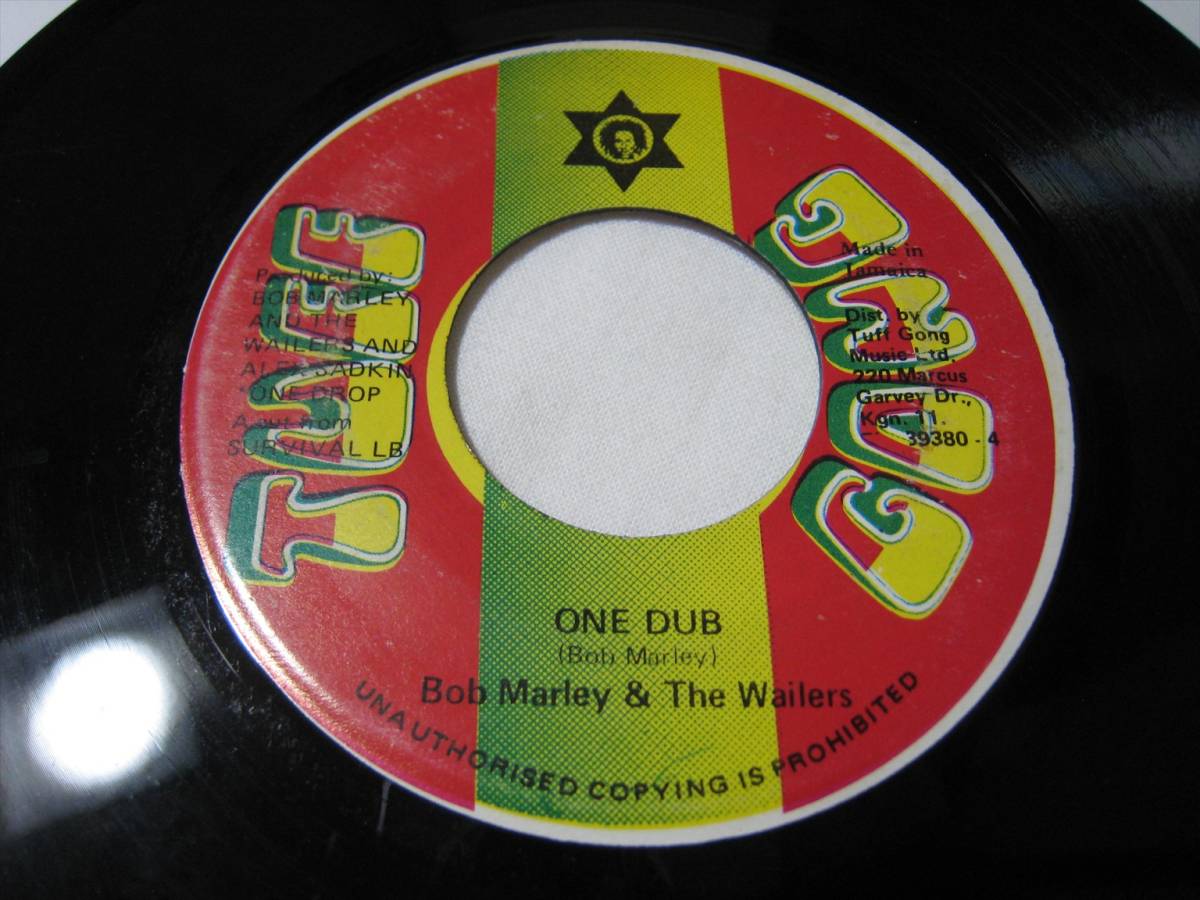 TUFF
GONG
Produced by:
BOB MARLEY
AND THE
WAILERS AND
ALEX SADKIN
"ONE DROP
A cut from
SURVIVAL LB
Made in
Jamaica
Dist. by
Tuff Gong
Music Ltd.
220 Marcus
Garvey Dr.,
Kgn. 11.
39380 - 4
ONE DUB
(Bob Marley)
Bob Marley & The Wailers
UNAUTHORISED COPYING IS PROHIBITED